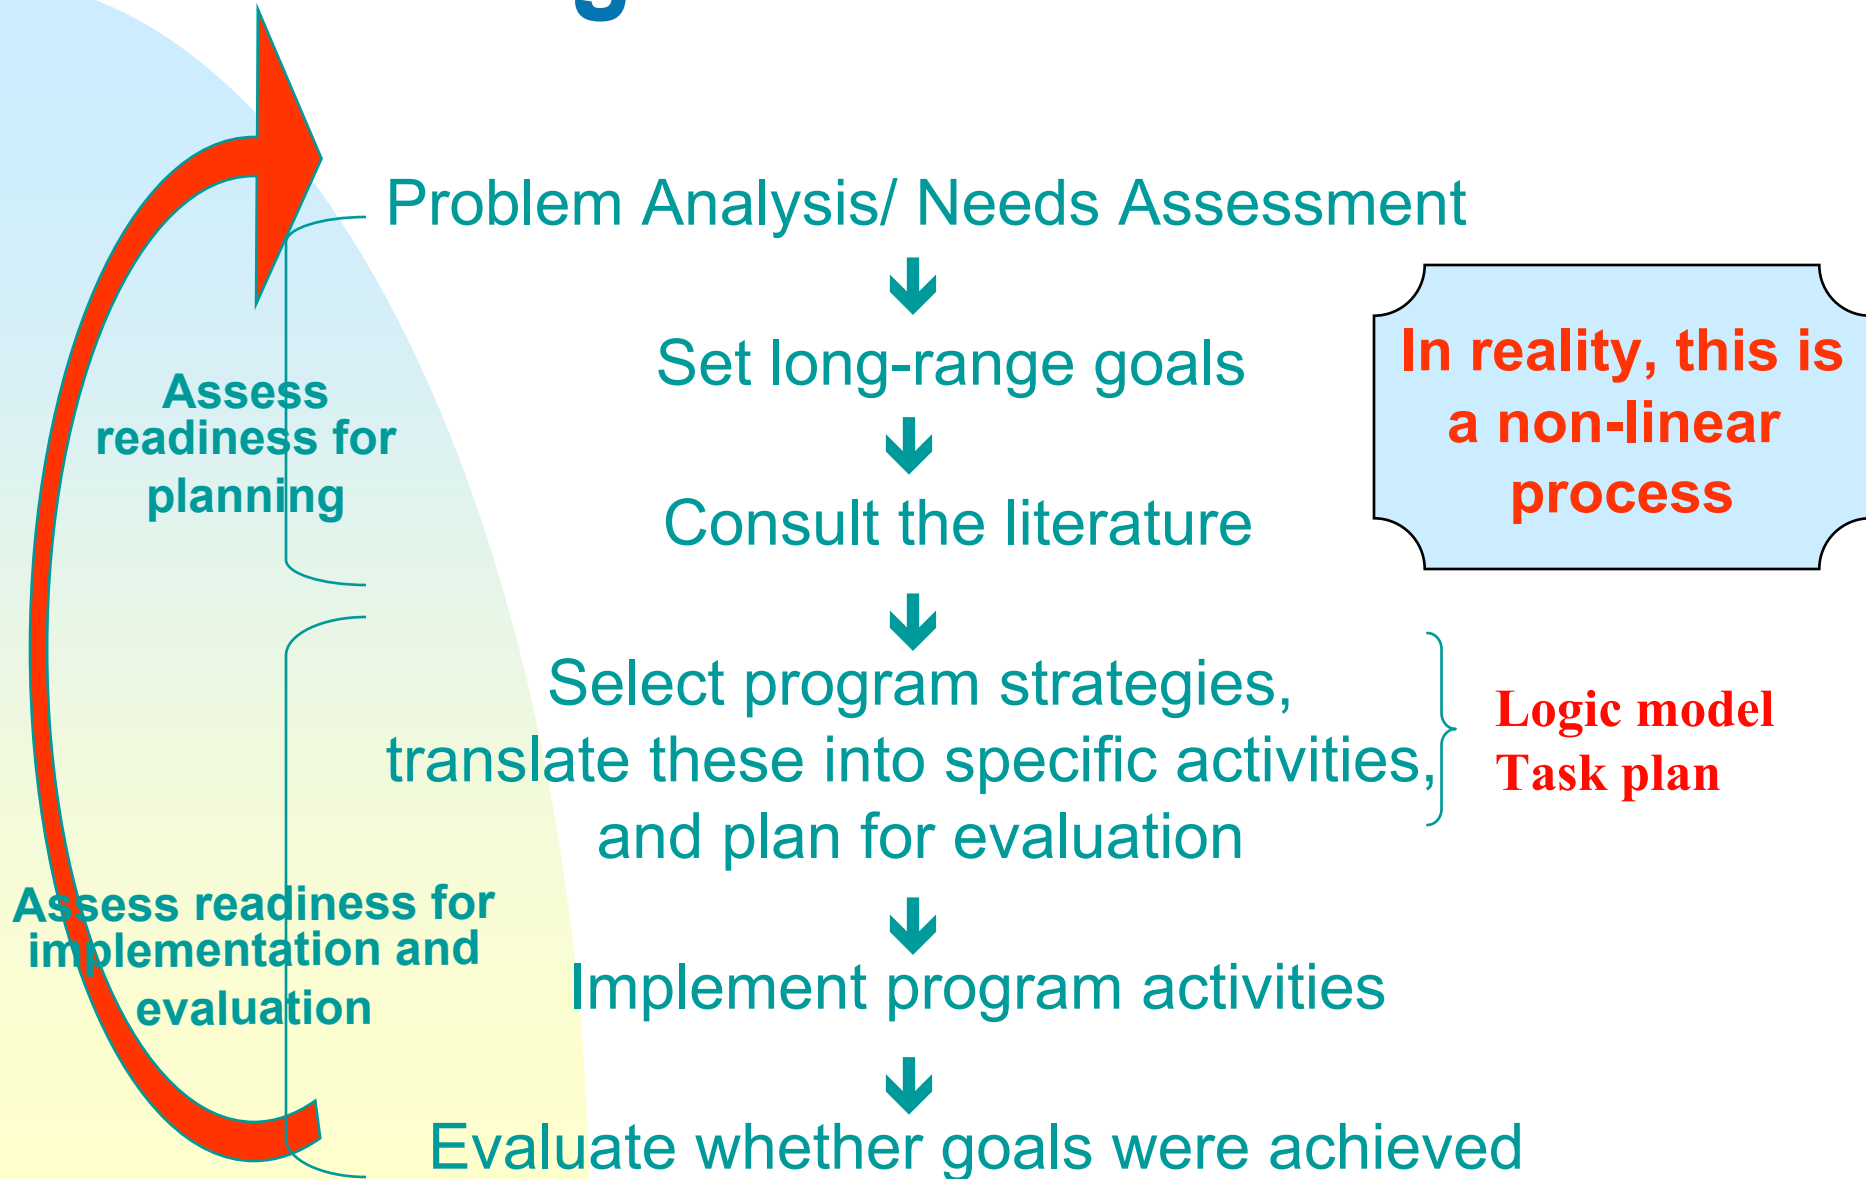 Problem Analysis/ Needs Assessment
Set long-range goals
Consult the literature
Select program strategies,
translate these into specific activities,
and plan for evaluation
Implement program activities
Evaluate whether goals were achieved
Assess
readiness for
planning
Assess readiness for
implementation and
evaluation
In reality, this is
a non-linear
process
Logic model
Task plan